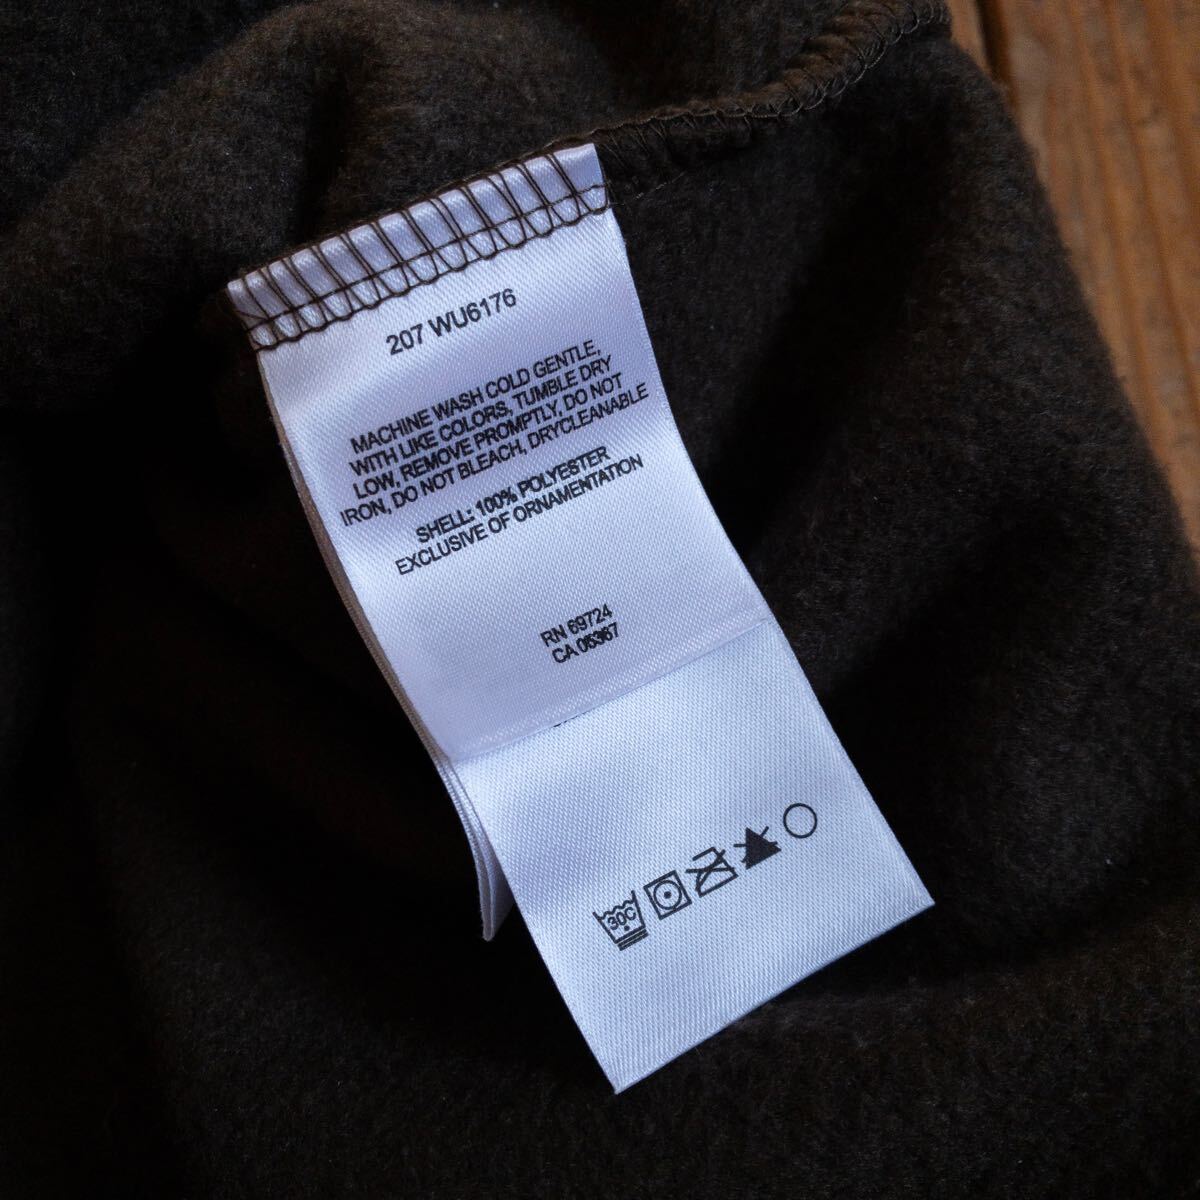 207 WU6176
MACHINE WASH COLD GENTLE,
WITH LIKE COLORS, TUMBLE DRY
LOW, REMOVE PROMPTLY, DO NOT
IRON, DO NOT BLEACH, DRYCLEANABLE
SHELL: 100% POLYESTER
EXCLUSIVE OF ORNAMENTATION
RN 69724
CA 05367
30C